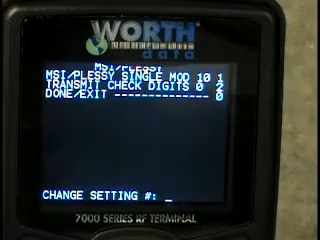 WORTH
data
MSI/PLESSY
MSI/PLESSY SINGLE MOD 10 1
TRANSMIT CHECK DIGITS 0 2
DONE/EXIT --------------- 0
CHANGE SETTING #: _
7000 SERIES RF TERMINAL